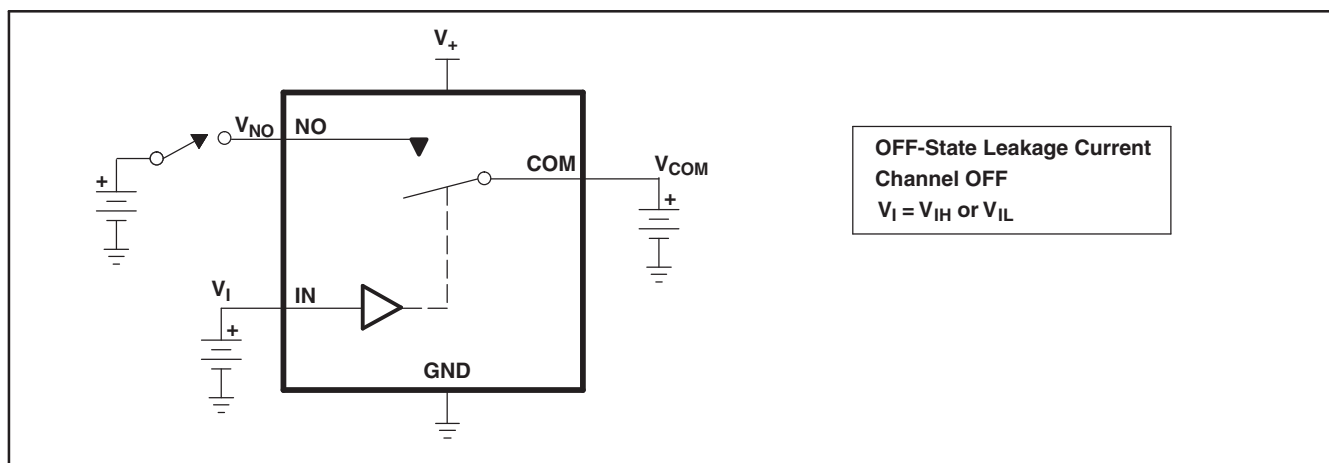 V+
VNO NO
COM VCOM
+
+
VI IN
+
GND
OFF-State Leakage Current
Channel OFF
VI = VIH or VIL